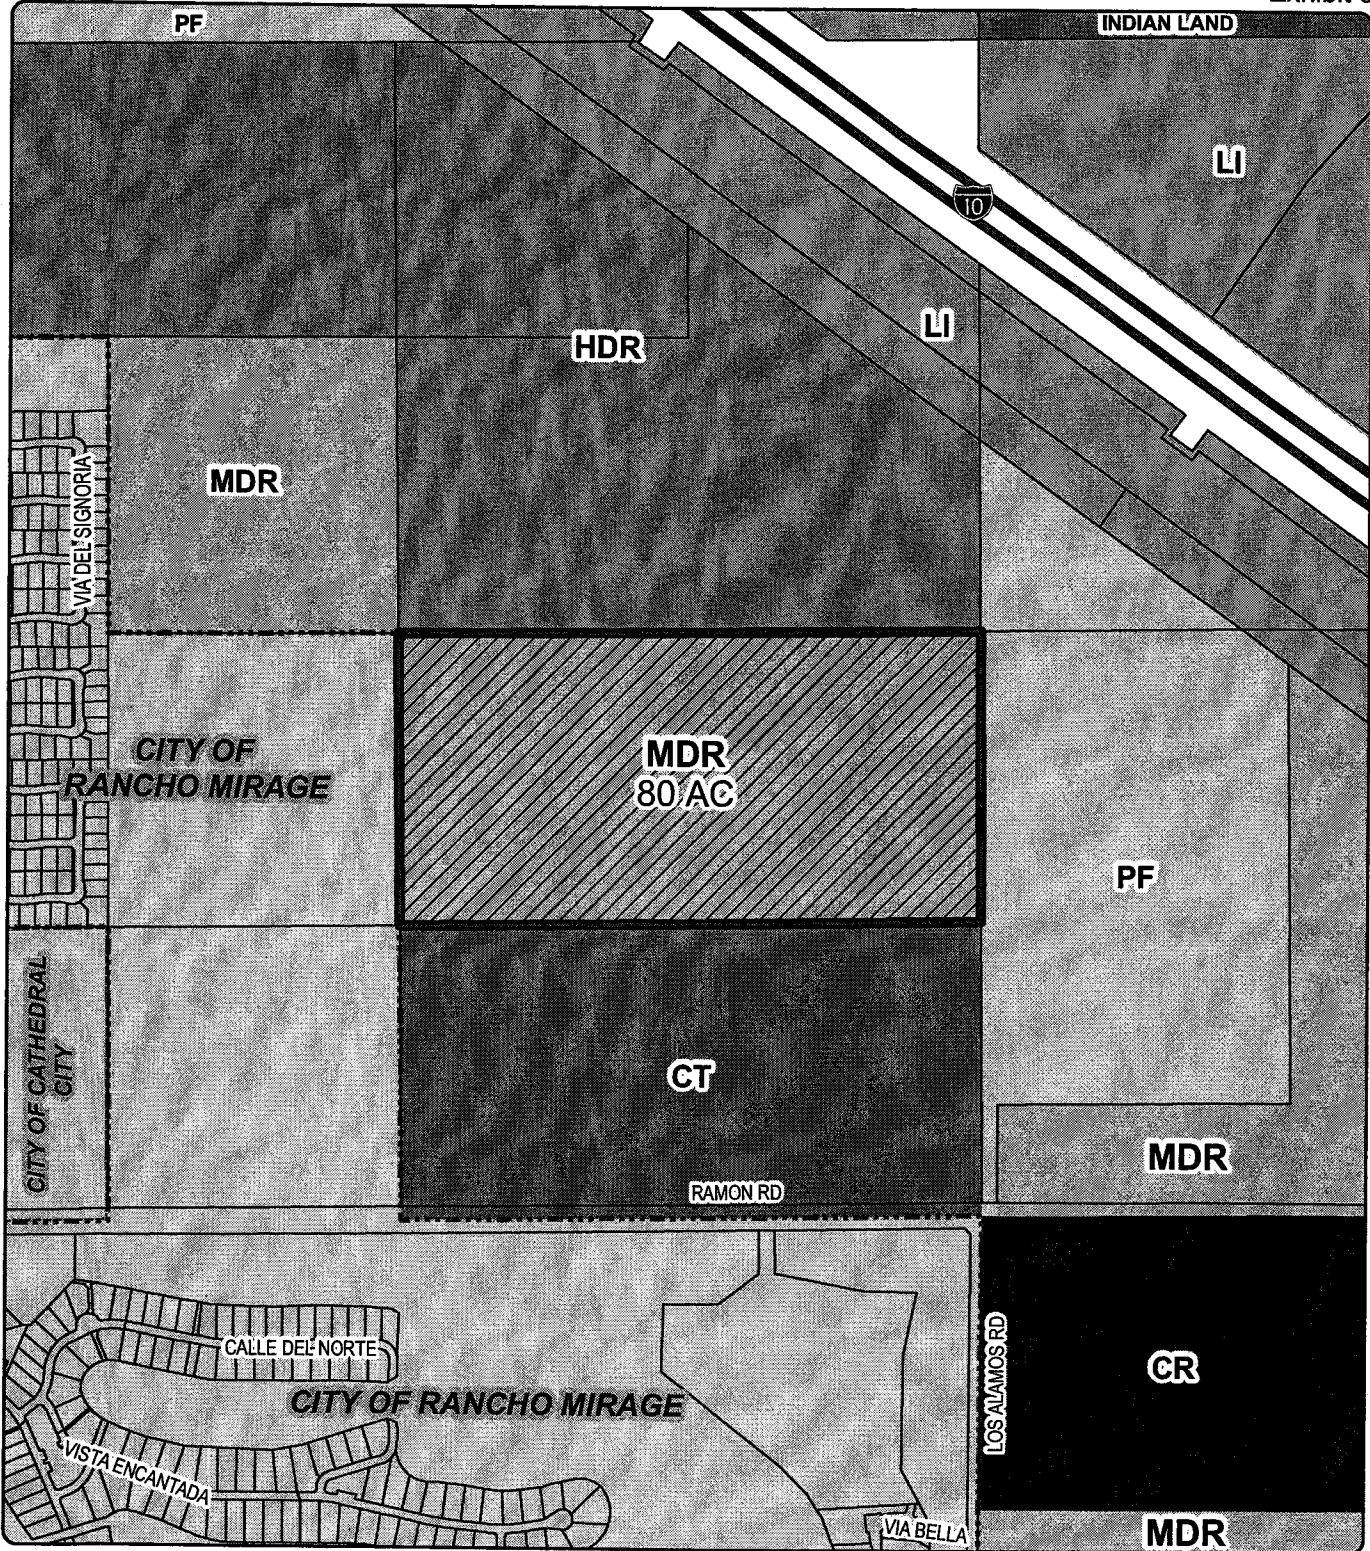 PF
INDIAN LAND
LI
10
LI
HDR
MDR
VIA DEL SIGNORIA
CITY OF
RANCHO MIRAGE
MDR
80 AC
PF
CITY OF CATHEDRAL
CITY
CT
MDR
RAMON RD
LOS ALAMOS RD
CALLE DEL NORTE
CR
CITY OF RANCHO MIRAGE
VISTA ENCANTADA
VIA BELLA
MDR